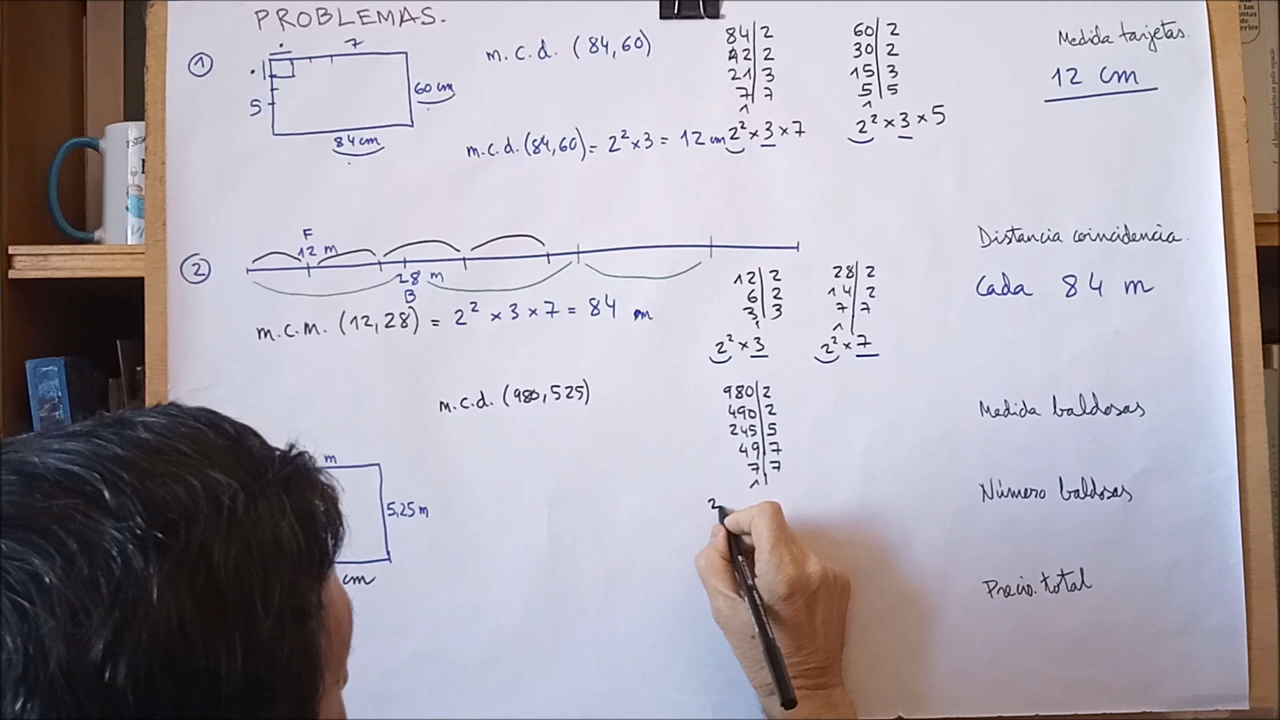 PROBLEMAS.
1
7
5
60 cm
84 cm
m.c.d. (84,60)
m.c.d. (84,60) = 2² × 3 = 12 cm
84 | 2
42 | 2
21 | 3
7 | 7
1
2² × 3 × 7
60 | 2
30 | 2
15 | 3
5 | 5
1
2² × 3 × 5
Medida tarjetas.
12 cm
2
F
12 m
28 m
B
m.c.m. (12,28) = 2² × 3 × 7 = 84 m
12 | 2
6 | 2
3 | 3
1
2² × 3
28 | 2
14 | 2
7 | 7
1
2² × 7
Distancia coincidencia.
Cada 84 m
m
5,25 m
cm
m.c.d. (980,525)
980 | 2
490 | 2
245 | 5
49 | 7
7 | 7
1
2
Medida baldosas
Número baldosas
Precio total